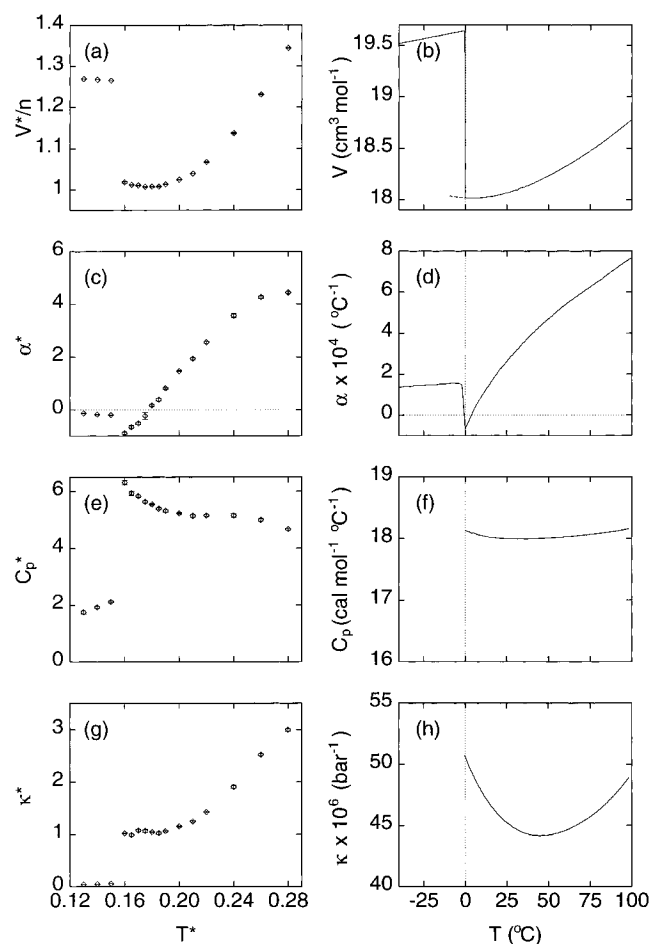 (a)
V*/n
1.4
1.3
1.2
1.1
1
(b)
V (cm³ mol⁻¹)
19.5
19
18.5
18
(c)
α*
6
4
2
0
(d)
α x 10⁴ (°C⁻¹)
8
6
4
2
0
(e)
Cp*
6
4
2
0
(f)
Cp (cal mol⁻¹ °C⁻¹)
19
18
17
16
(g)
κ*
3
2
1
0
0.12 0.16 0.20 0.24 0.28
T*
(h)
κ x 10⁶ (bar⁻¹)
55
50
45
40
-25 0 25 50 75 100
T (°C)